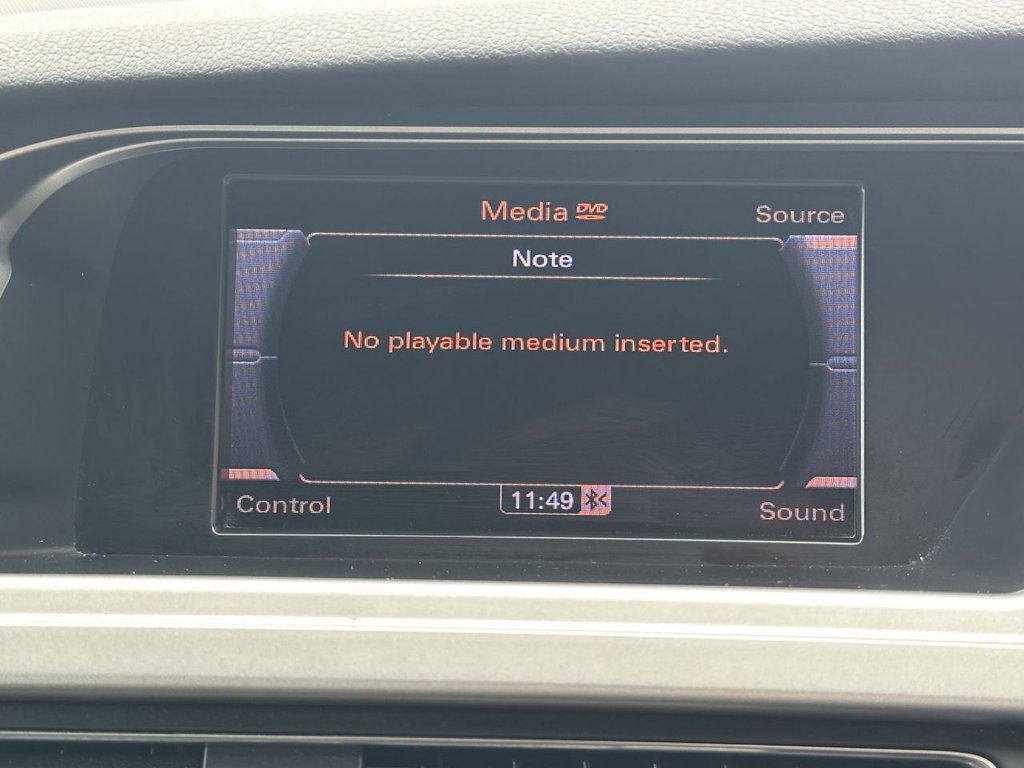 Media DVD
Source
Note
No playable medium inserted.
Control
11:49
Sound